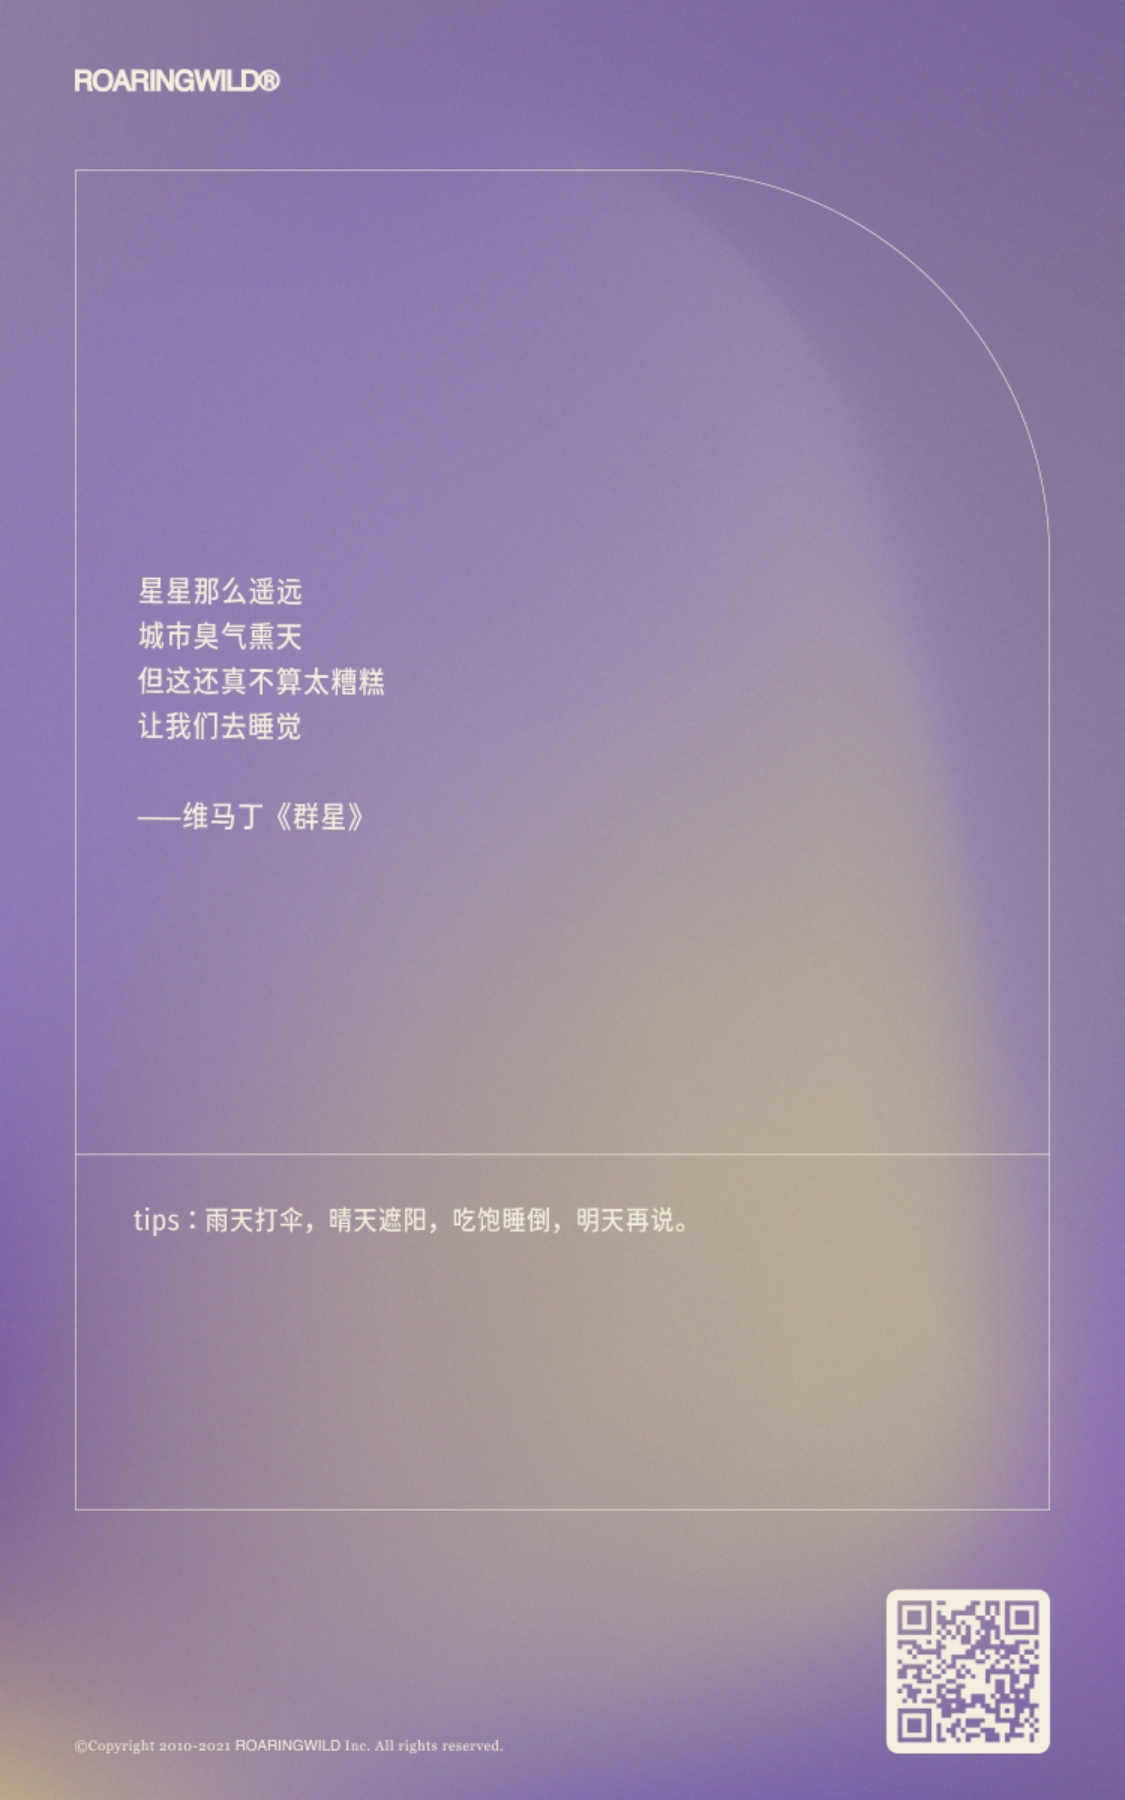 ROARINGWILD®
星星那么遥远
城市臭气熏天
但这还真不算太糟糕
让我们去睡觉
——维马丁《群星》
tips：雨天打伞，晴天遮阳，吃饱睡倒，明天再说。
©Copyright 2010-2021 ROARINGWILD Inc. All rights reserved.